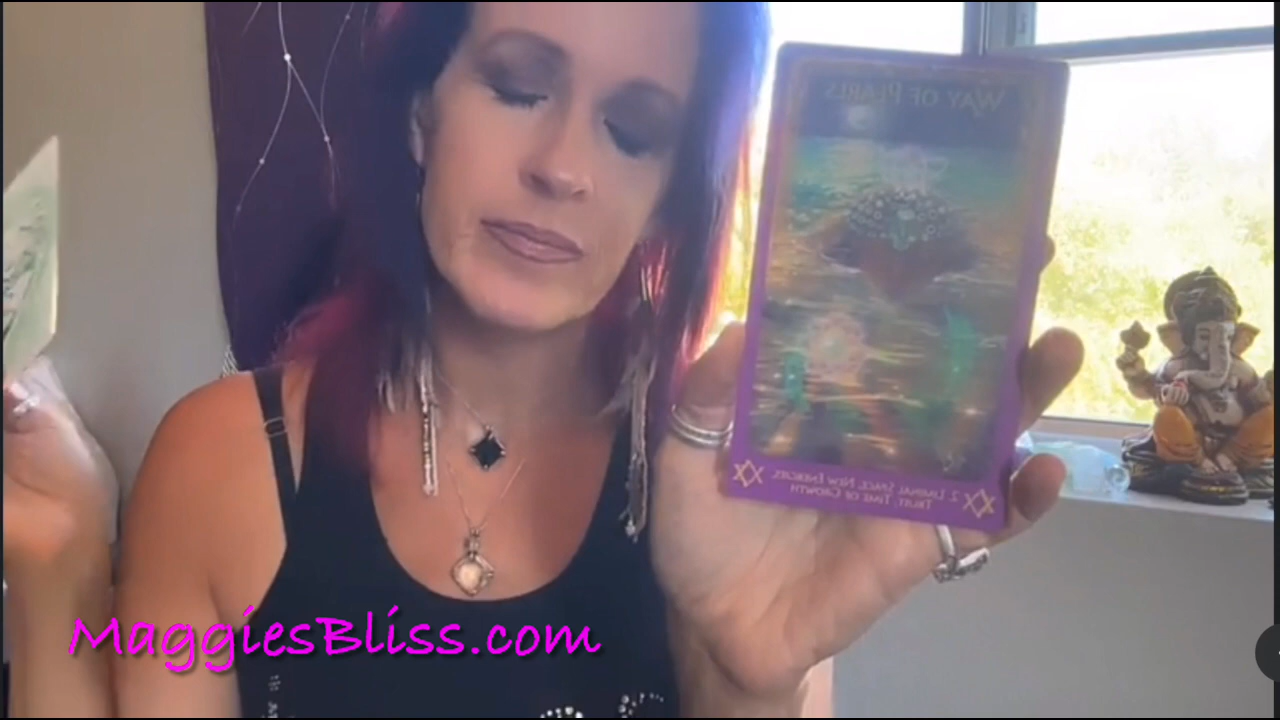 WAY OF PEARLS
2. LIMINAL SPACE, NEW ENERGIES,
TRUST, TIME OF GROWTH
MaggiesBliss.com